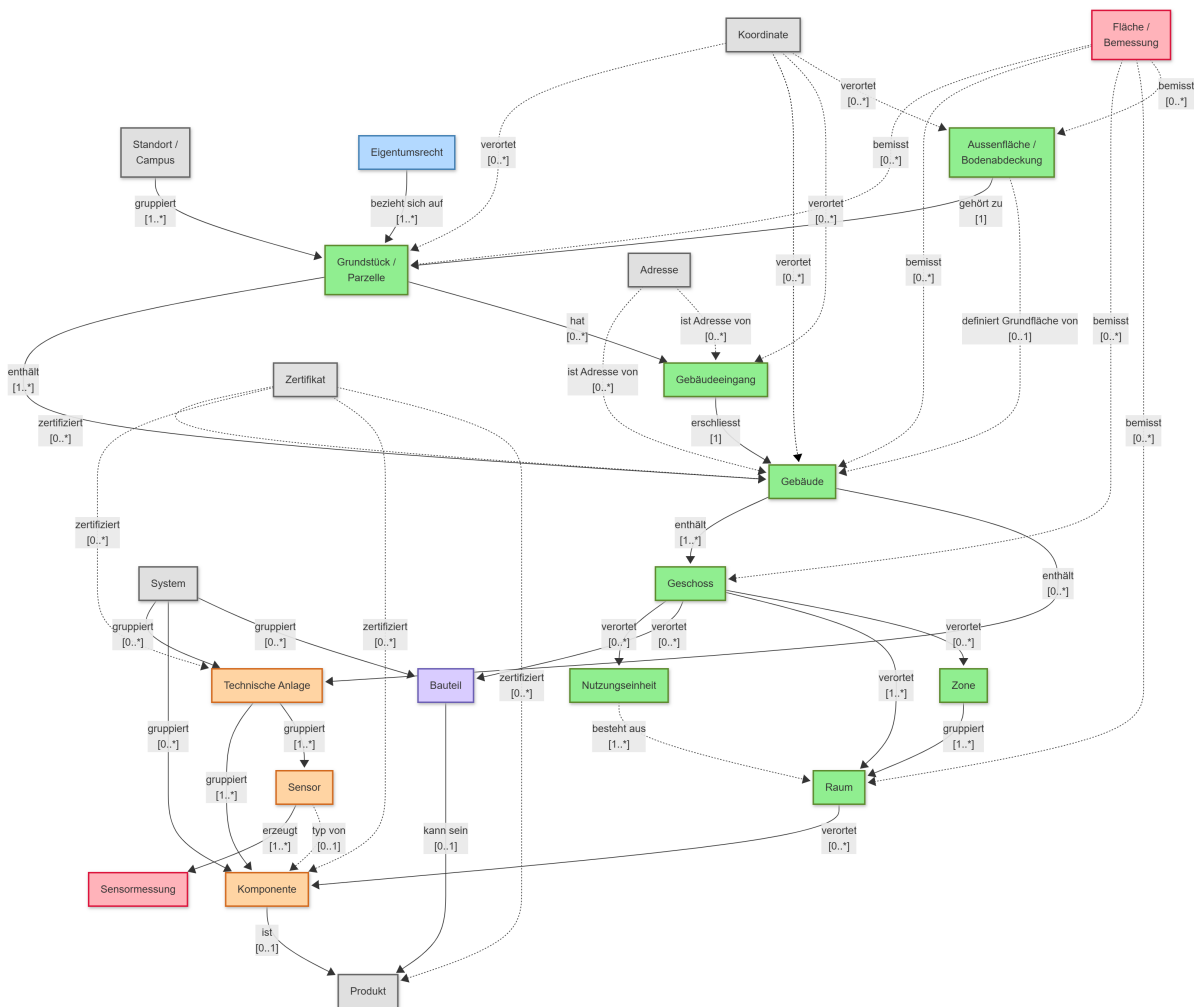 Koordinate
Fläche /
Bemessung
verortet
[0..*]
bemisst
[0..*]
Standort /
Campus
Eigentumsrecht
verortet
[0..*]
bemisst
[0..*]
Aussenfläche /
Bodenabdeckung
gruppiert
[1..*]
bezieht sich auf
[1..*]
verortet
[0..*]
gehört zu
[1]
Grundstück /
Parzelle
Adresse
verortet
[0..*]
bemisst
[0..*]
hat
[0..*]
ist Adresse von
[0..*]
definiert Grundfläche von
[0..1]
bemisst
[0..*]
enthält
[1..*]
Zertifikat
ist Adresse von
[0..*]
Gebäudeeingang
zertifiziert
[0..*]
erschliesst
[1]
bemisst
[0..*]
Gebäude
zertifiziert
[0..*]
enthält
[1..*]
System
Geschoss
enthält
[0..*]
gruppiert
[0..*]
gruppiert
[0..*]
zertifiziert
[0..*]
verortet
[0..*]
verortet
[0..*]
verortet
[0..*]
Technische Anlage
Bauteil
zertifiziert
[0..*]
Nutzungseinheit
verortet
[1..*]
Zone
gruppiert
[0..*]
gruppiert
[1..*]
besteht aus
[1..*]
gruppiert
[1..*]
gruppiert
[1..*]
Sensor
Raum
erzeugt
[1..*]
typ von
[0..1]
kann sein
[0..1]
verortet
[0..*]
Sensormessung
Komponente
ist
[0..1]
Produkt